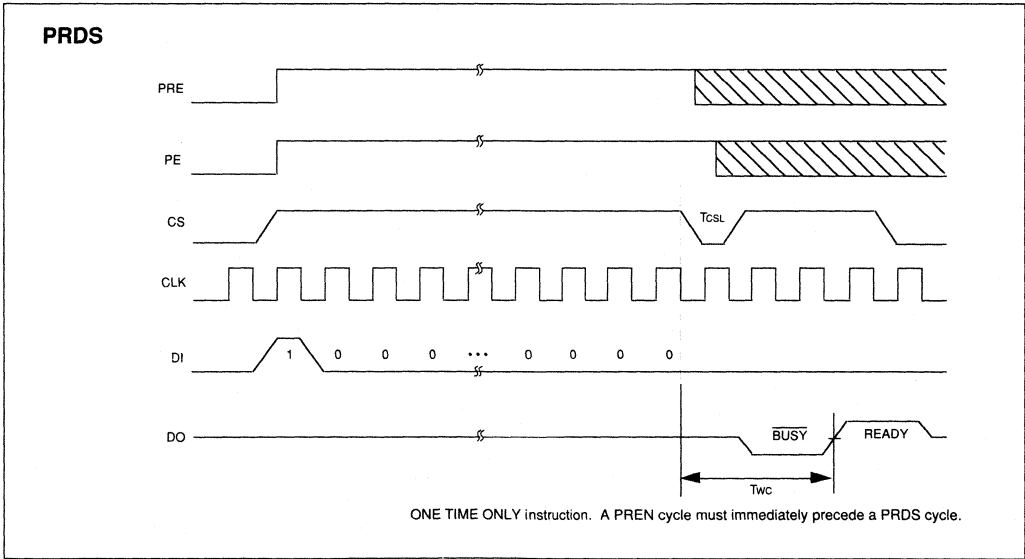 PRDS
PRE
PE
CS TCSL
CLK
DI 1 0 0 0 ••• 0 0 0 0
DO BUSY READY
TWC
ONE TIME ONLY instruction. A PREN cycle must immediately precede a PRDS cycle.